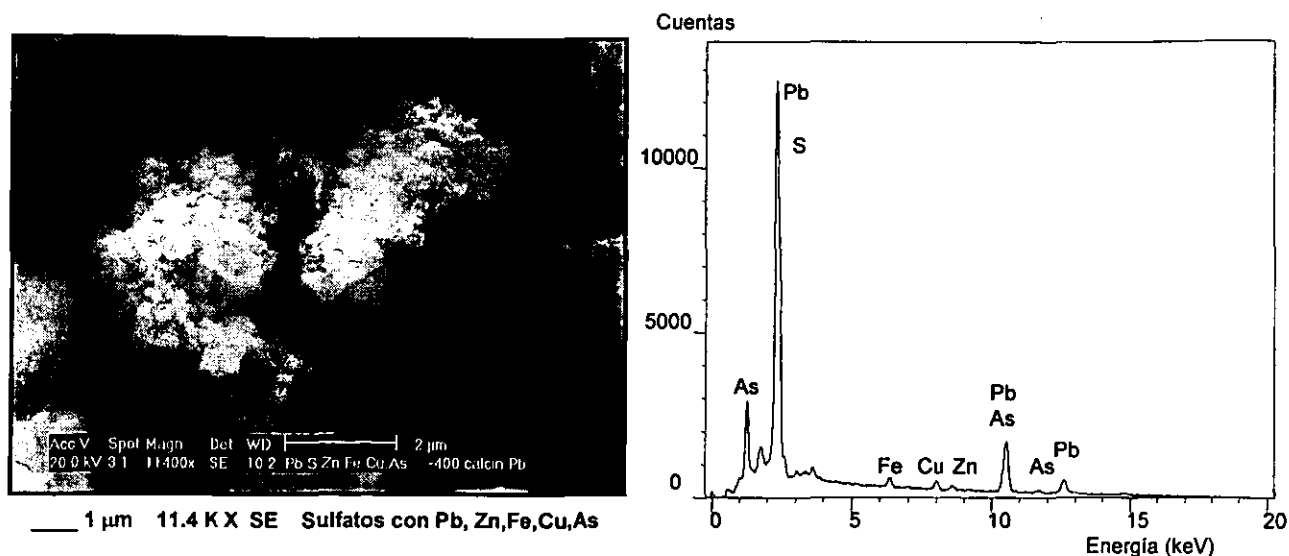 Acc V Spot Magn Det WD 2 µm
20.0 kV 3.1 11400x SE 10.2 Pb S Zn Fe Cu As -400 calcin Pb
1 µm 11.4 K X SE Sulfatos con Pb, Zn,Fe,Cu,As
Cuentas
10000
5000
0
Pb
S
As
Fe
Cu
Zn
Pb
As
As
Pb
0
5
10
15
20
Energía (keV)